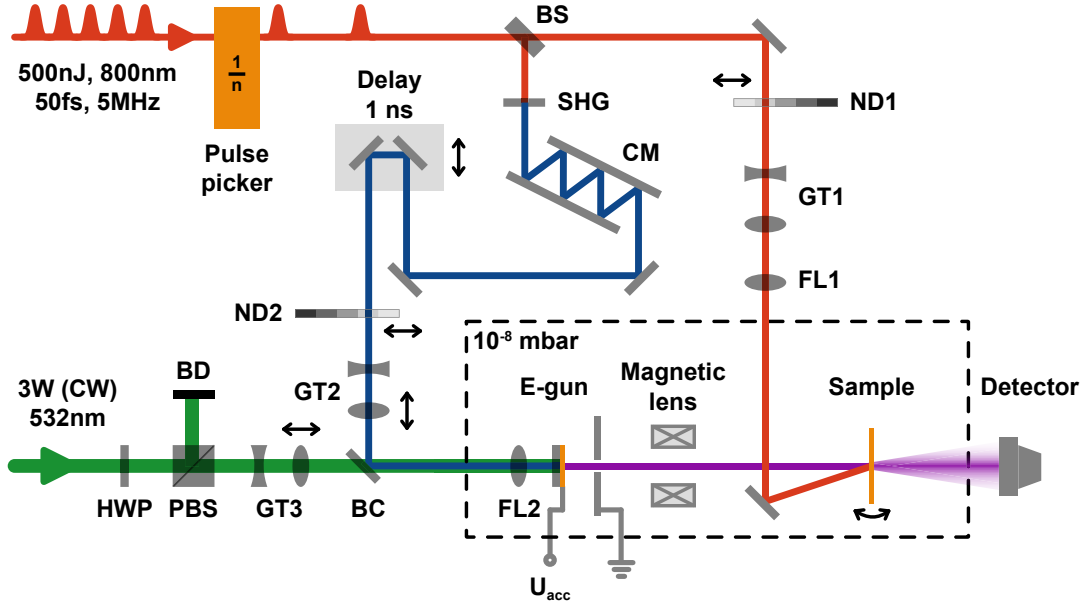 BS
500nJ, 800nm
50fs, 5MHz
1
n
Pulse
picker
Delay
1 ns
SHG
CM
ND1
GT1
FL1
ND2
10⁻⁸ mbar
BD
3W (CW)
532nm
GT2
E-gun
Magnetic
lens
Sample
Detector
HWP
PBS
GT3
BC
FL2
Uacc